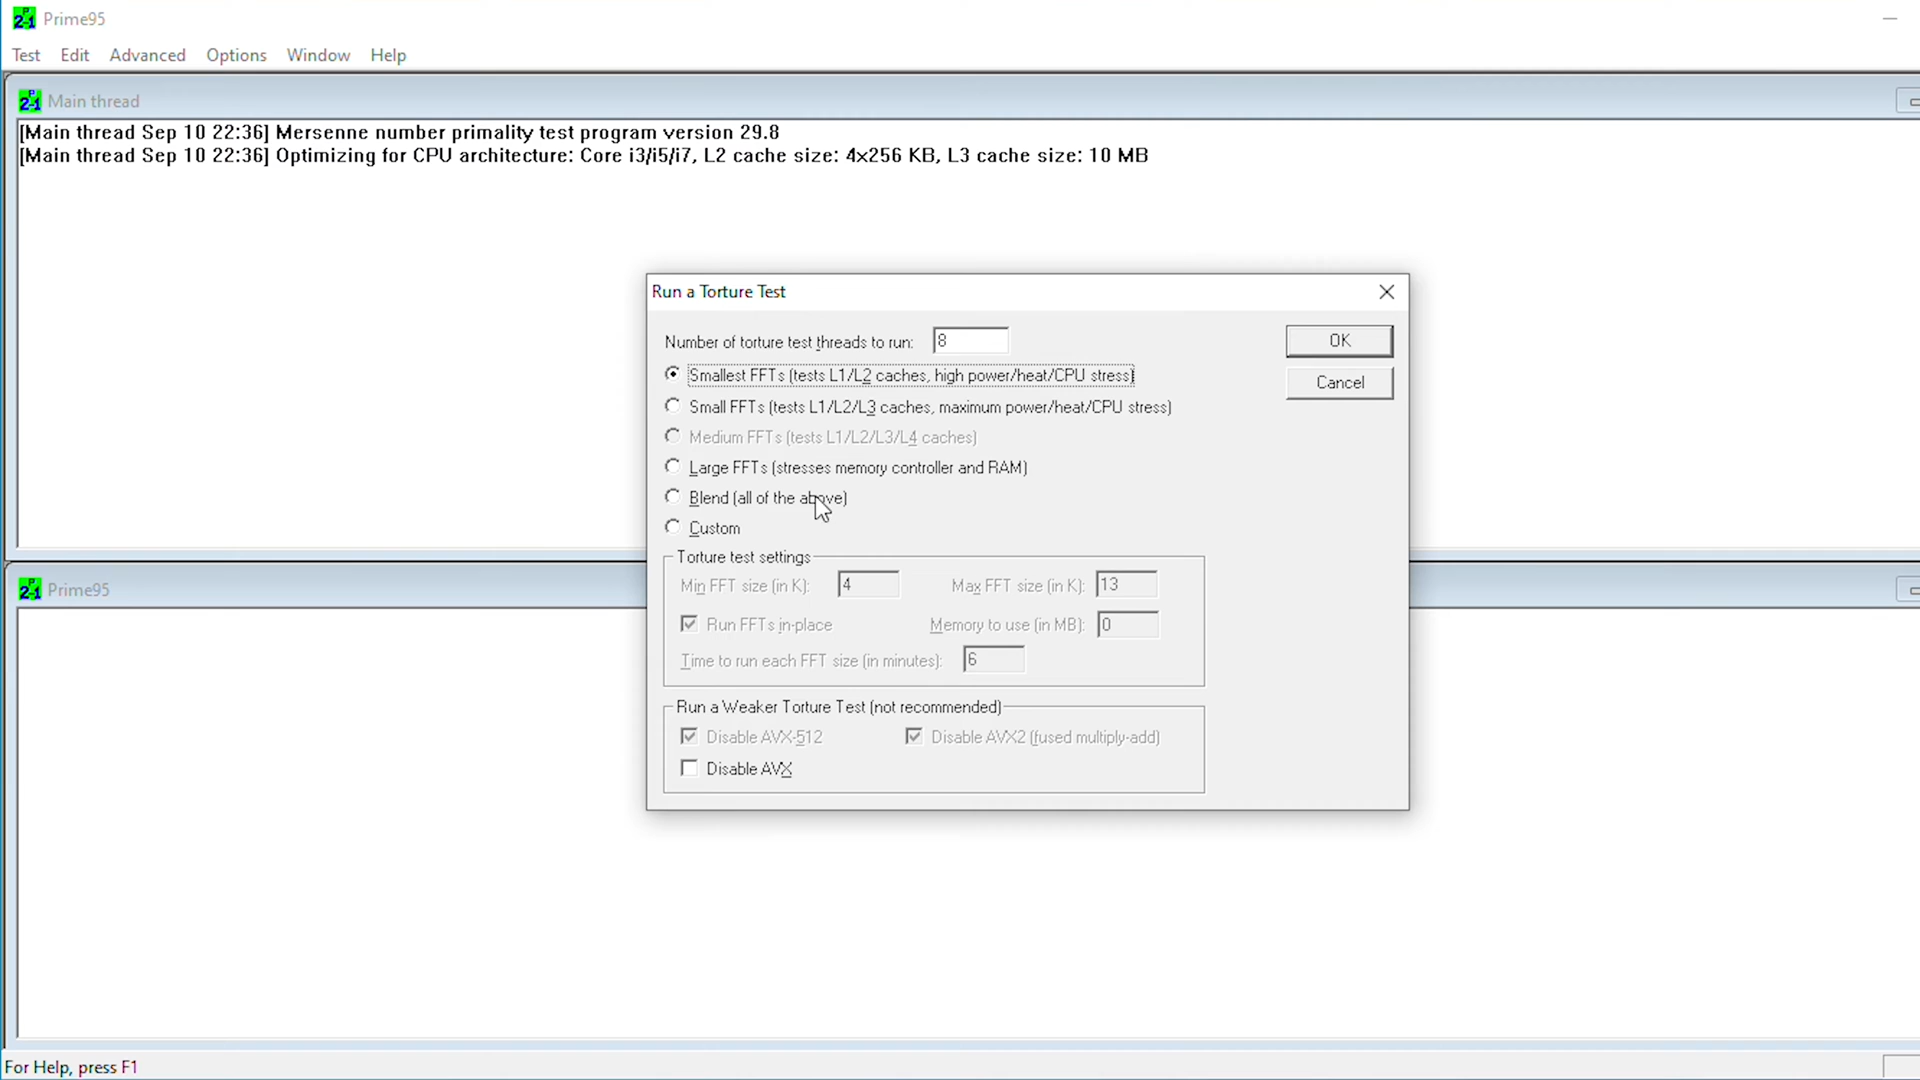 Prime95
Test Edit Advanced Options Window Help
Main thread
[Main thread Sep 10 22:36] Mersenne number primality test program version 29.8
[Main thread Sep 10 22:36] Optimizing for CPU architecture: Core i3/i5/i7, L2 cache size: 4x256 KB, L3 cache size: 10 MB
Run a Torture Test
Number of torture test threads to run: 8
OK
Smallest FFTs (tests L1/L2 caches, high power/heat/CPU stress)
Cancel
Small FFTs (tests L1/L2/L3 caches, maximum power/heat/CPU stress)
Medium FFTs (tests L1/L2/L3/L4 caches)
Large FFTs (stresses memory controller and RAM)
Blend (all of the above)
Custom
Torture test settings
Min FFT size (in K): 4 Max FFT size (in K): 13
Run FFTs in-place Memory to use (in MB): 0
Time to run each FFT size (in minutes): 6
Run a Weaker Torture Test (not recommended)
Disable AVX-512 Disable AVX2 (fused multiply-add)
Disable AVX
Prime95
For Help, press F1